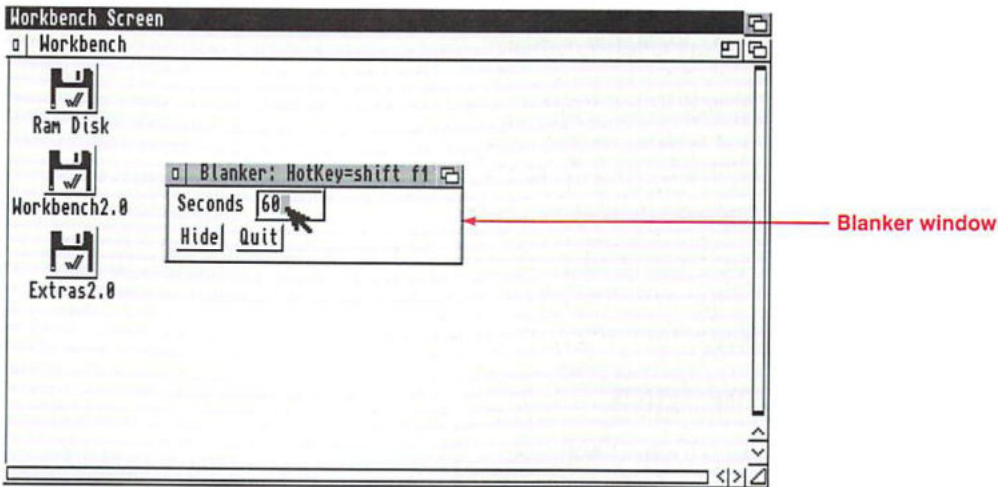 Workbench Screen
Workbench
Ram Disk
Workbench2.0
Extras2.0
Blanker: HotKey=shift f1
Seconds 60
Hide Quit
Blanker window